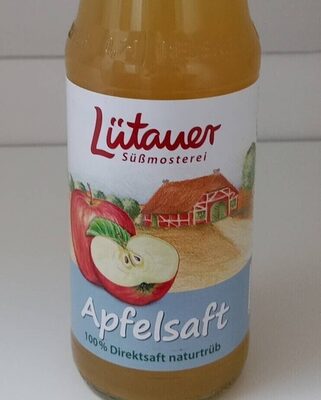 Lütauer
Süßmosterei
Apfelsaft
100% Direktsaft naturtrüb